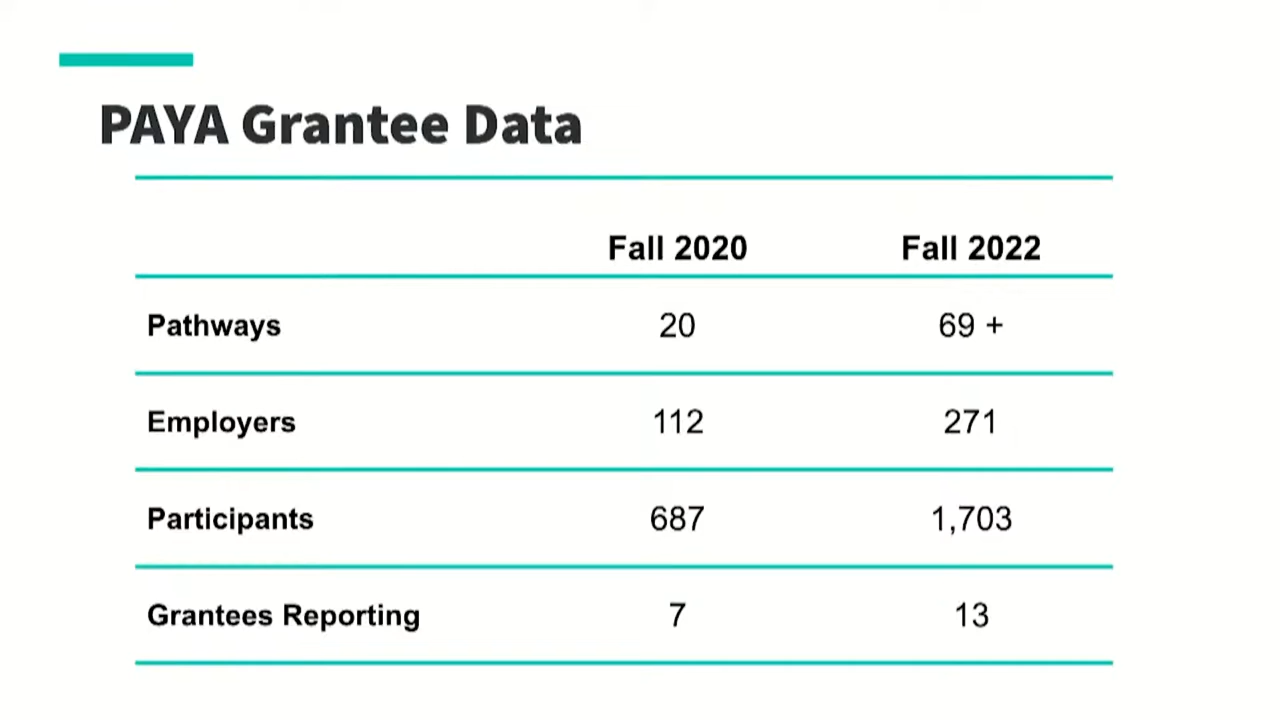 PAYA Grantee Data
Fall 2020 Fall 2022
Pathways 20 69 +
Employers 112 271
Participants 687 1,703
Grantees Reporting 7 13